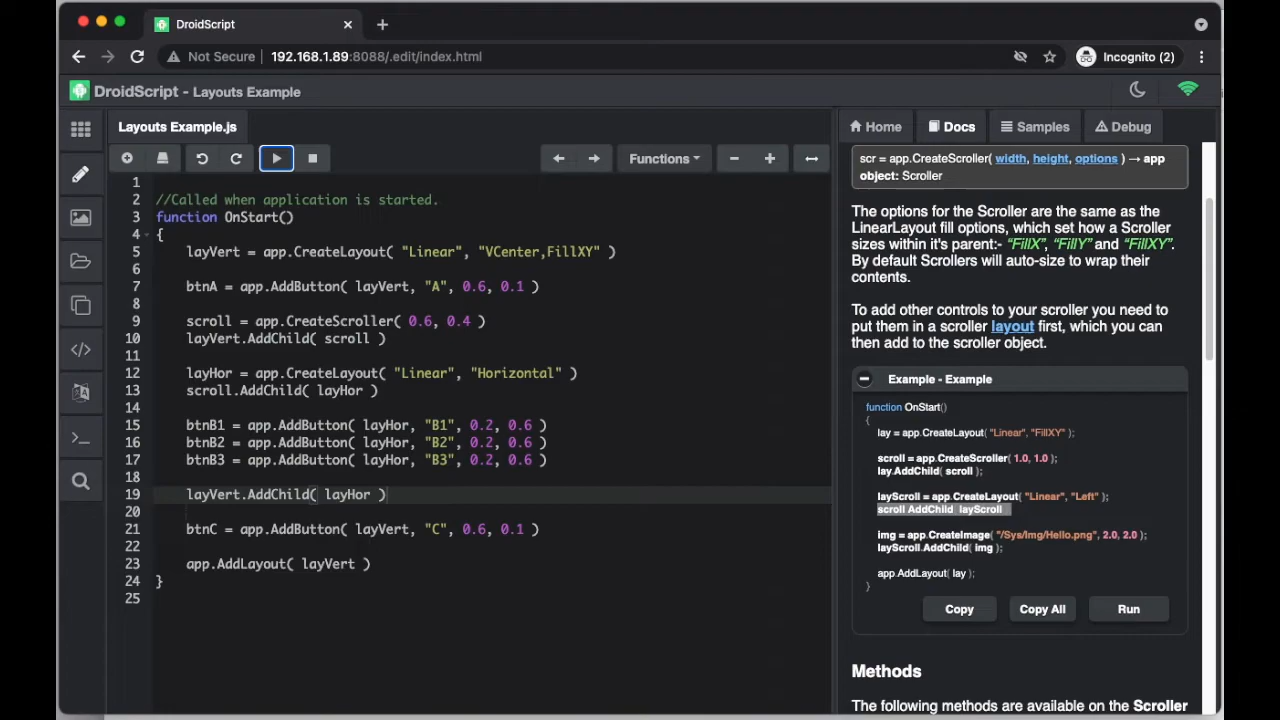 DroidScript
Not Secure
192.168.1.89:8088/.edit/index.html
Incognito (2)
DroidScript - Layouts Example
Layouts Example.js
Home
Docs
Samples
Debug
Functions
1
2 //Called when application is started.
3 function OnStart()
4 {
5 layVert = app.CreateLayout( "Linear", "VCenter,FillXY" )
6
7 btnA = app.AddButton( layVert, "A", 0.6, 0.1 )
8
9 scroll = app.CreateScroller( 0.6, 0.4 )
10 layVert.AddChild( scroll )
11
12 layHor = app.CreateLayout( "Linear", "Horizontal" )
13 scroll.AddChild( layHor )
14
15 btnB1 = app.AddButton( layHor, "B1", 0.2, 0.6 )
16 btnB2 = app.AddButton( layHor, "B2", 0.2, 0.6 )
17 btnB3 = app.AddButton( layHor, "B3", 0.2, 0.6 )
18
19 layVert.AddChild( layHor )
20
21 btnC = app.AddButton( layVert, "C", 0.6, 0.1 )
22
23 app.AddLayout( layVert )
24 }
25
scr = app.CreateScroller( width, height, options ) → app
object: Scroller
The options for the Scroller are the same as the
LinearLayout fill options, which set how a Scroller
sizes within it's parent:- “FillX”, “FillY” and “FillXY”.
By default Scrollers will auto-size to wrap their
contents.
To add other controls to your scroller you need to
put them in a scroller layout first, which you can
then add to the scroller object.
Example - Example
function OnStart()
{
lay = app.CreateLayout( "Linear", "FillXY" );
scroll = app.CreateScroller( 1.0, 1.0 );
lay.AddChild( scroll );
layScroll = app.CreateLayout( "Linear", "Left" );
scroll AddChild layScroll
img = app.CreateImage( "/Sys/Img/Hello.png", 2.0, 2.0 );
layScroll.AddChild( img );
app.AddLayout( lay );
}
Copy
Copy All
Run
Methods
The following methods are available on the Scroller